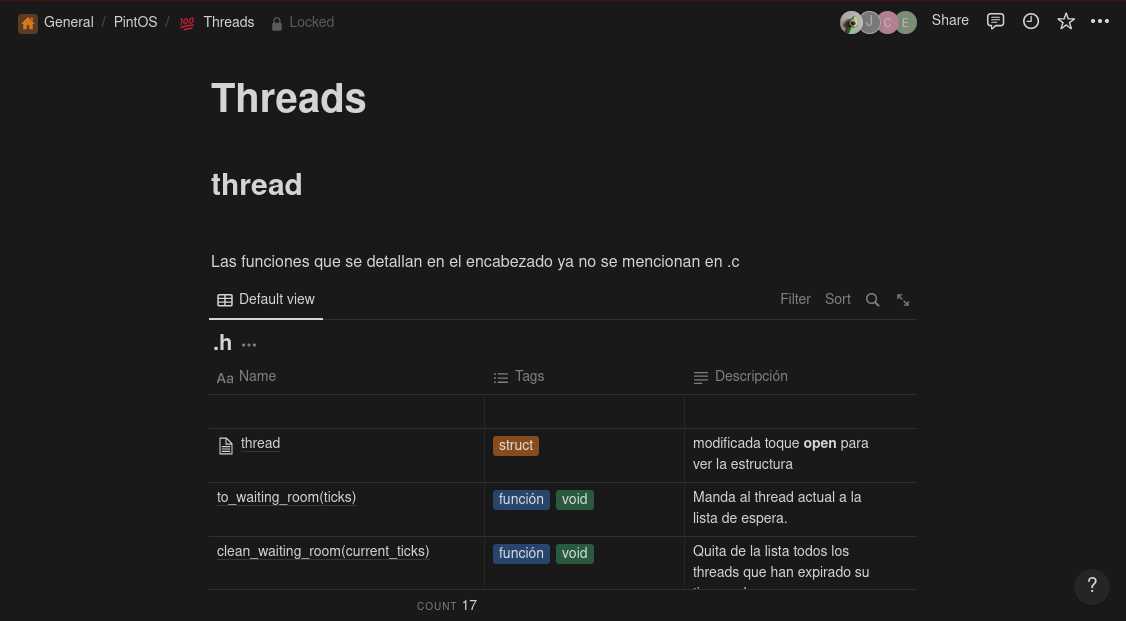 General / PintOS / 💯 Threads Locked
J C E Share
Threads
thread
Las funciones que se detallan en el encabezado ya no se mencionan en .c
Default view Filter Sort
.h ...
Aa Name Tags Descripción
thread struct modificada toque open para
ver la estructura
to_waiting_room(ticks) función void Manda al thread actual a la
lista de espera.
clean_waiting_room(current_ticks) función void Quita de la lista todos los
threads que han expirado su
COUNT 17
?